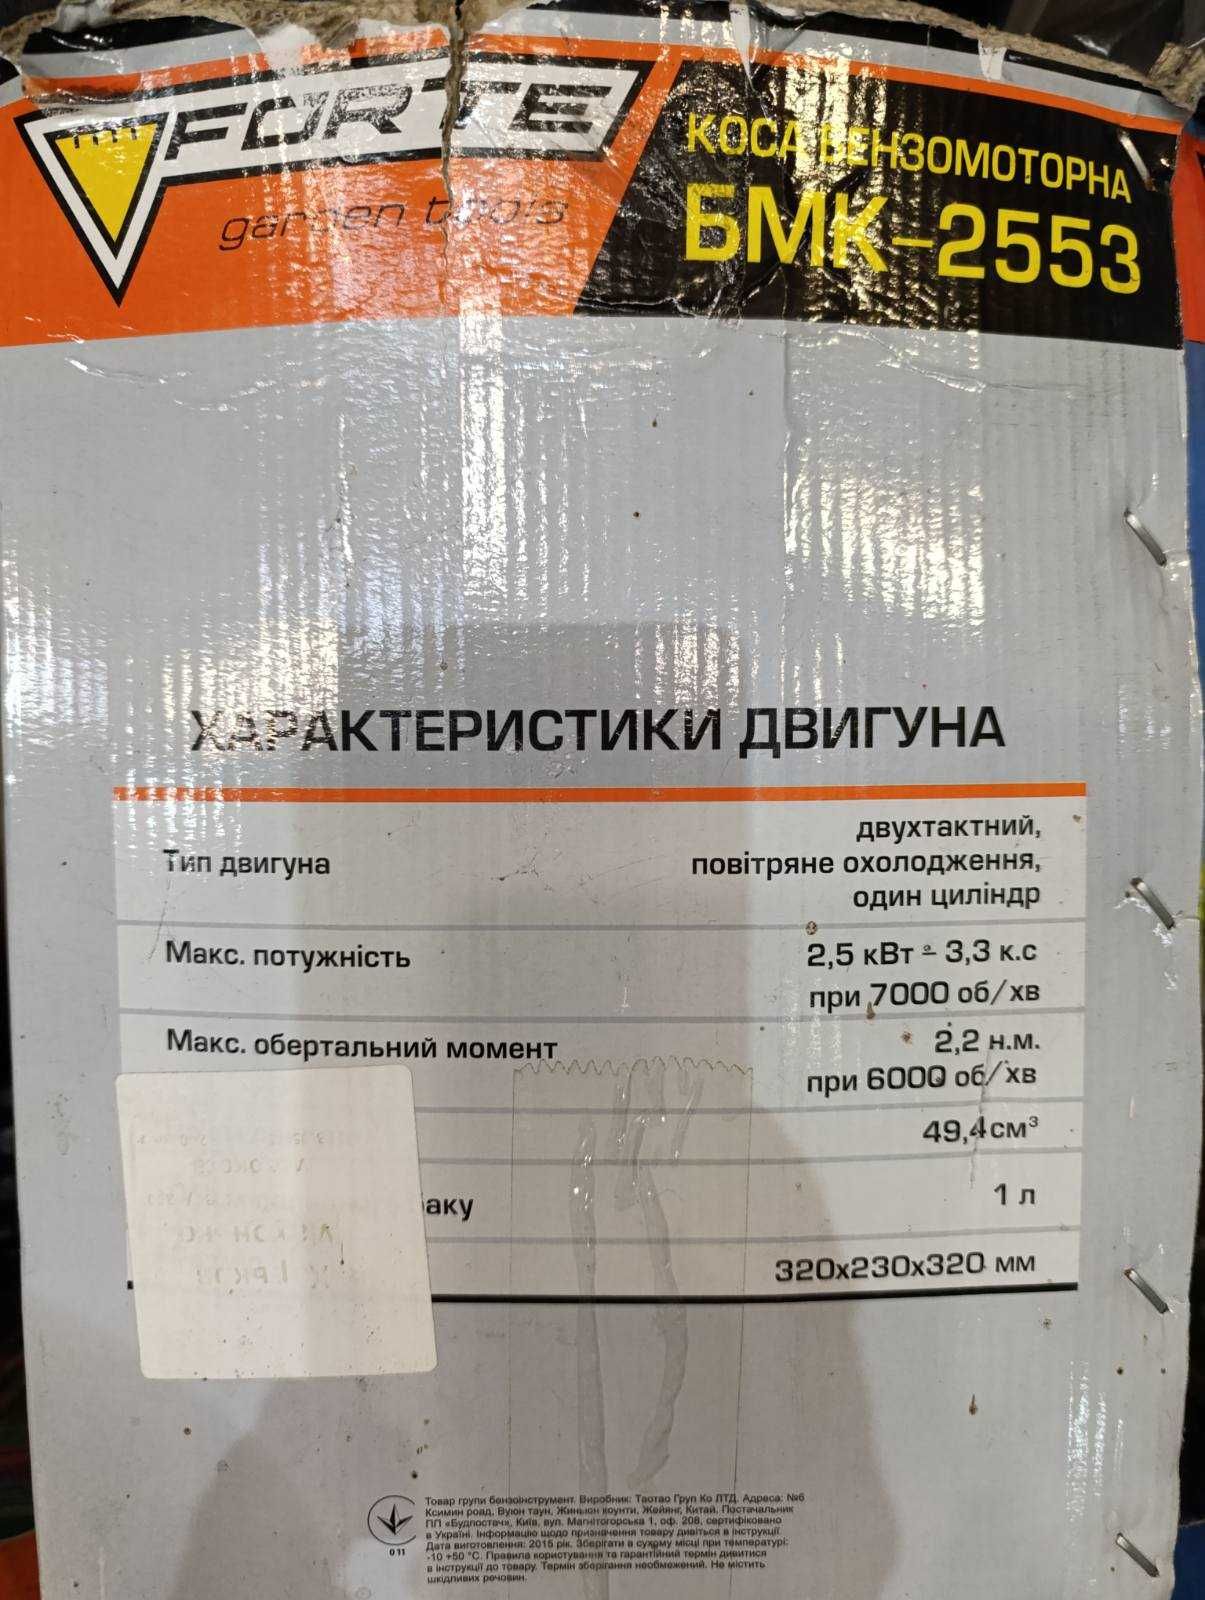 FORTE
garden tools
КОСА БЕНЗОМОТОРНА
БМК-2553
ХАРАКТЕРИСТИКИ ДВИГУНА
Тип двигуна
двухтактний,
повітряне охолодження,
один циліндр
Макс. потужність
2,5 кВт - 3,3 к.с
при 7000 об/хв
Макс. обертальний момент
2,2 н.м.
при 6000 об/хв
49,4см³
аку
1 л
320x230x320 мм
Товар групи бензоінструмент. Виробник: Таотао Груп Ко ЛТД. Адреса: №6
Ксимин роад, Вуюн таун, Жиньюн коунти, Жейянг, Китай. Постачальник
ПП «Будпостач», Київ, вул. Магнітогорська 1, оф. 208, сертифіковано
в Україні. Інформацію щодо призначення товару дивіться в інструкції.
Дата виготовлення: 2015 рік. Зберігати в сухому місці при температурі:
-10 +50 °С. Правила користування та гарантійний термін дивитися
в інструкції до товару. Термін зберігання необмежений. Не містить
шкідливих речовин.
011